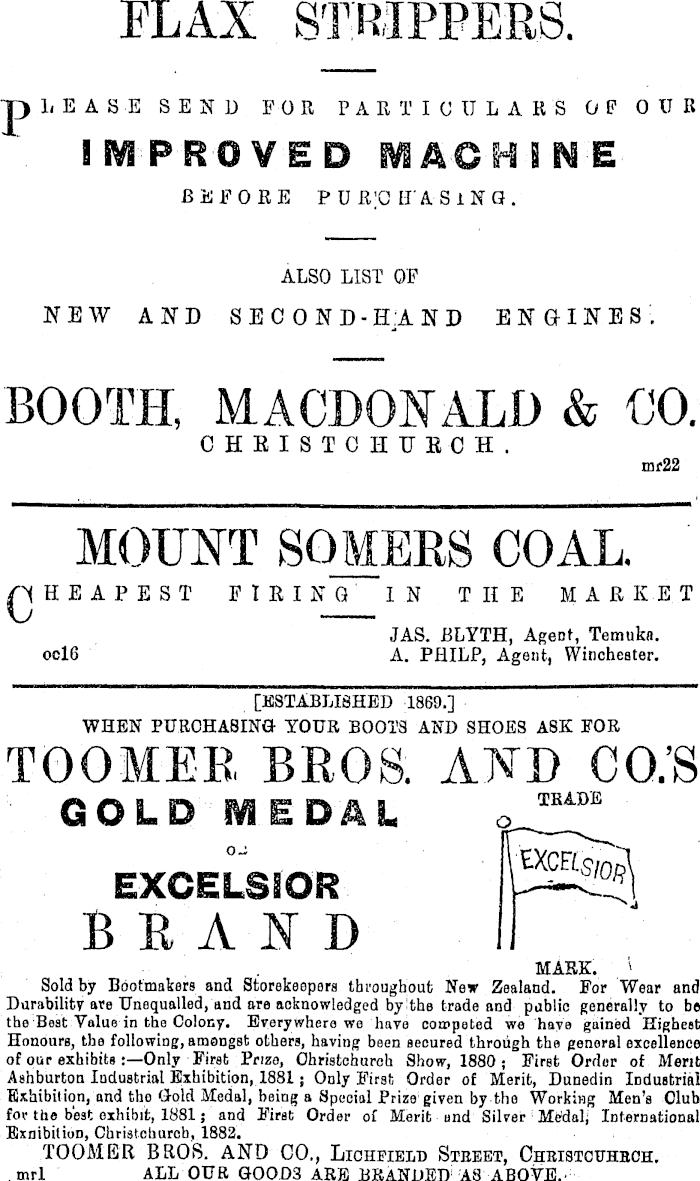 FLAX STRIPPERS.
PLEASE SEND FOR PARTICULARS OF OUR
IMPROVED MACHINE
BEFORE PURCHASING.
ALSO LIST OF
NEW AND SECOND-HAND ENGINES.
BOOTH, MACDONALD & CO.
CHRISTCHURCH.
mr22
MOUNT SOMERS COAL.
CHEAPEST FIRING IN THE MARKET
JAS. BLYTH, Agent, Temuka.
oc16 A. PHILP, Agent, Winchester.
[ESTABLISHED 1869.]
WHEN PURCHASING YOUR BOOTS AND SHOES ASK FOR
TOOMER BROS. AND CO.'S
GOLD MEDAL
TRADE
EXCELSIOR
EXCELSIOR
BRAND
MARK.
Sold by Bootmakers and Storekeepers throughout New Zealand. For Wear and
Durability are Unequalled, and are acknowledged by the trade and public generally to be
the Best Value in the Colony. Everywhere we have competed we have gained Highest
Honours, the following, amongst others, having been secured through the general excellence
of our exhibits :—Only First Prize, Christchurch Show, 1880 ; First Order of Merit
Ashburton Industrial Exhibition, 1881 ; Only First Order of Merit, Dunedin Industrial
Exhibition, and the Gold Medal, being a Special Prize given by the Working Men's Club
for the best exhibit, 1881 ; and First Order of Merit and Silver Medal, International
Exnibition, Christchurch, 1882.
TOOMER BROS. AND CO., LICHFIELD STREET, CHRISTCUHRCH.
mr1 ALL OUR GOODS ARE BRANDED AS ABOVE.